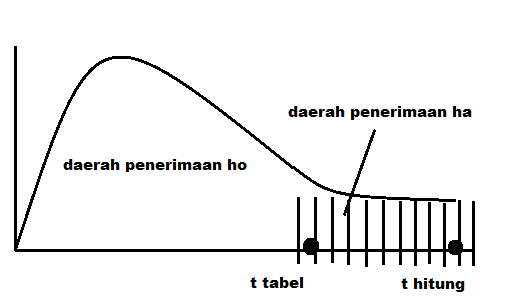 daerah penerimaan ha
daerah penerimaan ho
t tabel
t hitung